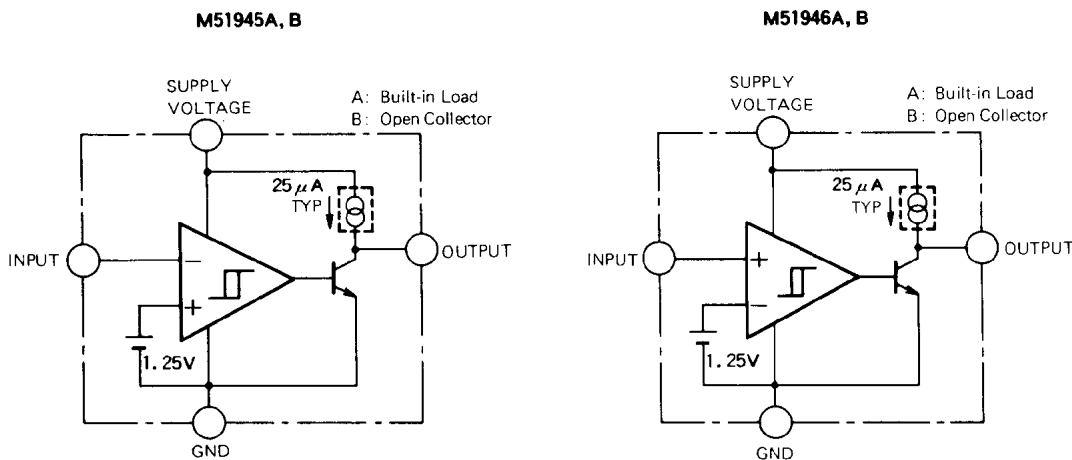 M51945A, B
SUPPLY
VOLTAGE
A: Built-in Load
B: Open Collector
25 μA
TYP
INPUT
−
+
OUTPUT
1.25V
GND
M51946A, B
SUPPLY
VOLTAGE
A: Built-in Load
B: Open Collector
25 μA
TYP
INPUT
+
−
OUTPUT
1.25V
GND